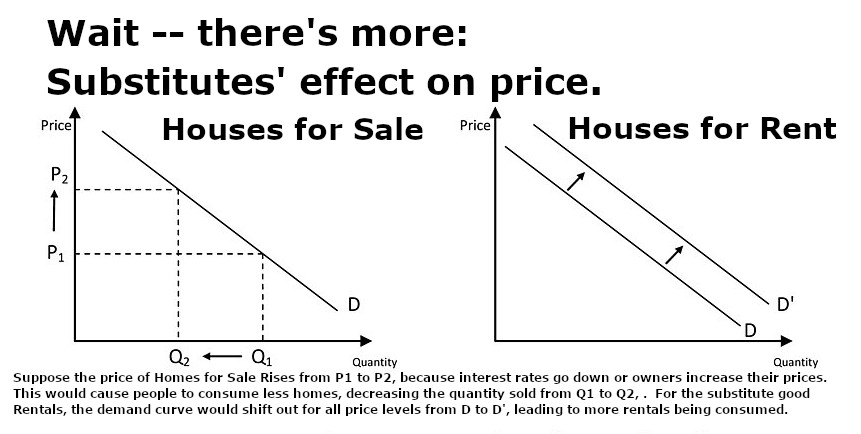 Wait -- there's more:
Substitutes' effect on price.
Price
Houses for Sale
P2
P1
D
Q2
Q1
Quantity
Price
Houses for Rent
D'
D
Quantity
Suppose the price of Homes for Sale Rises from P1 to P2, because interest rates go down or owners increase their prices.
This would cause people to consume less homes, decreasing the quantity sold from Q1 to Q2, .  For the substitute good
Rentals, the demand curve would shift out for all price levels from D to D', leading to more rentals being consumed.